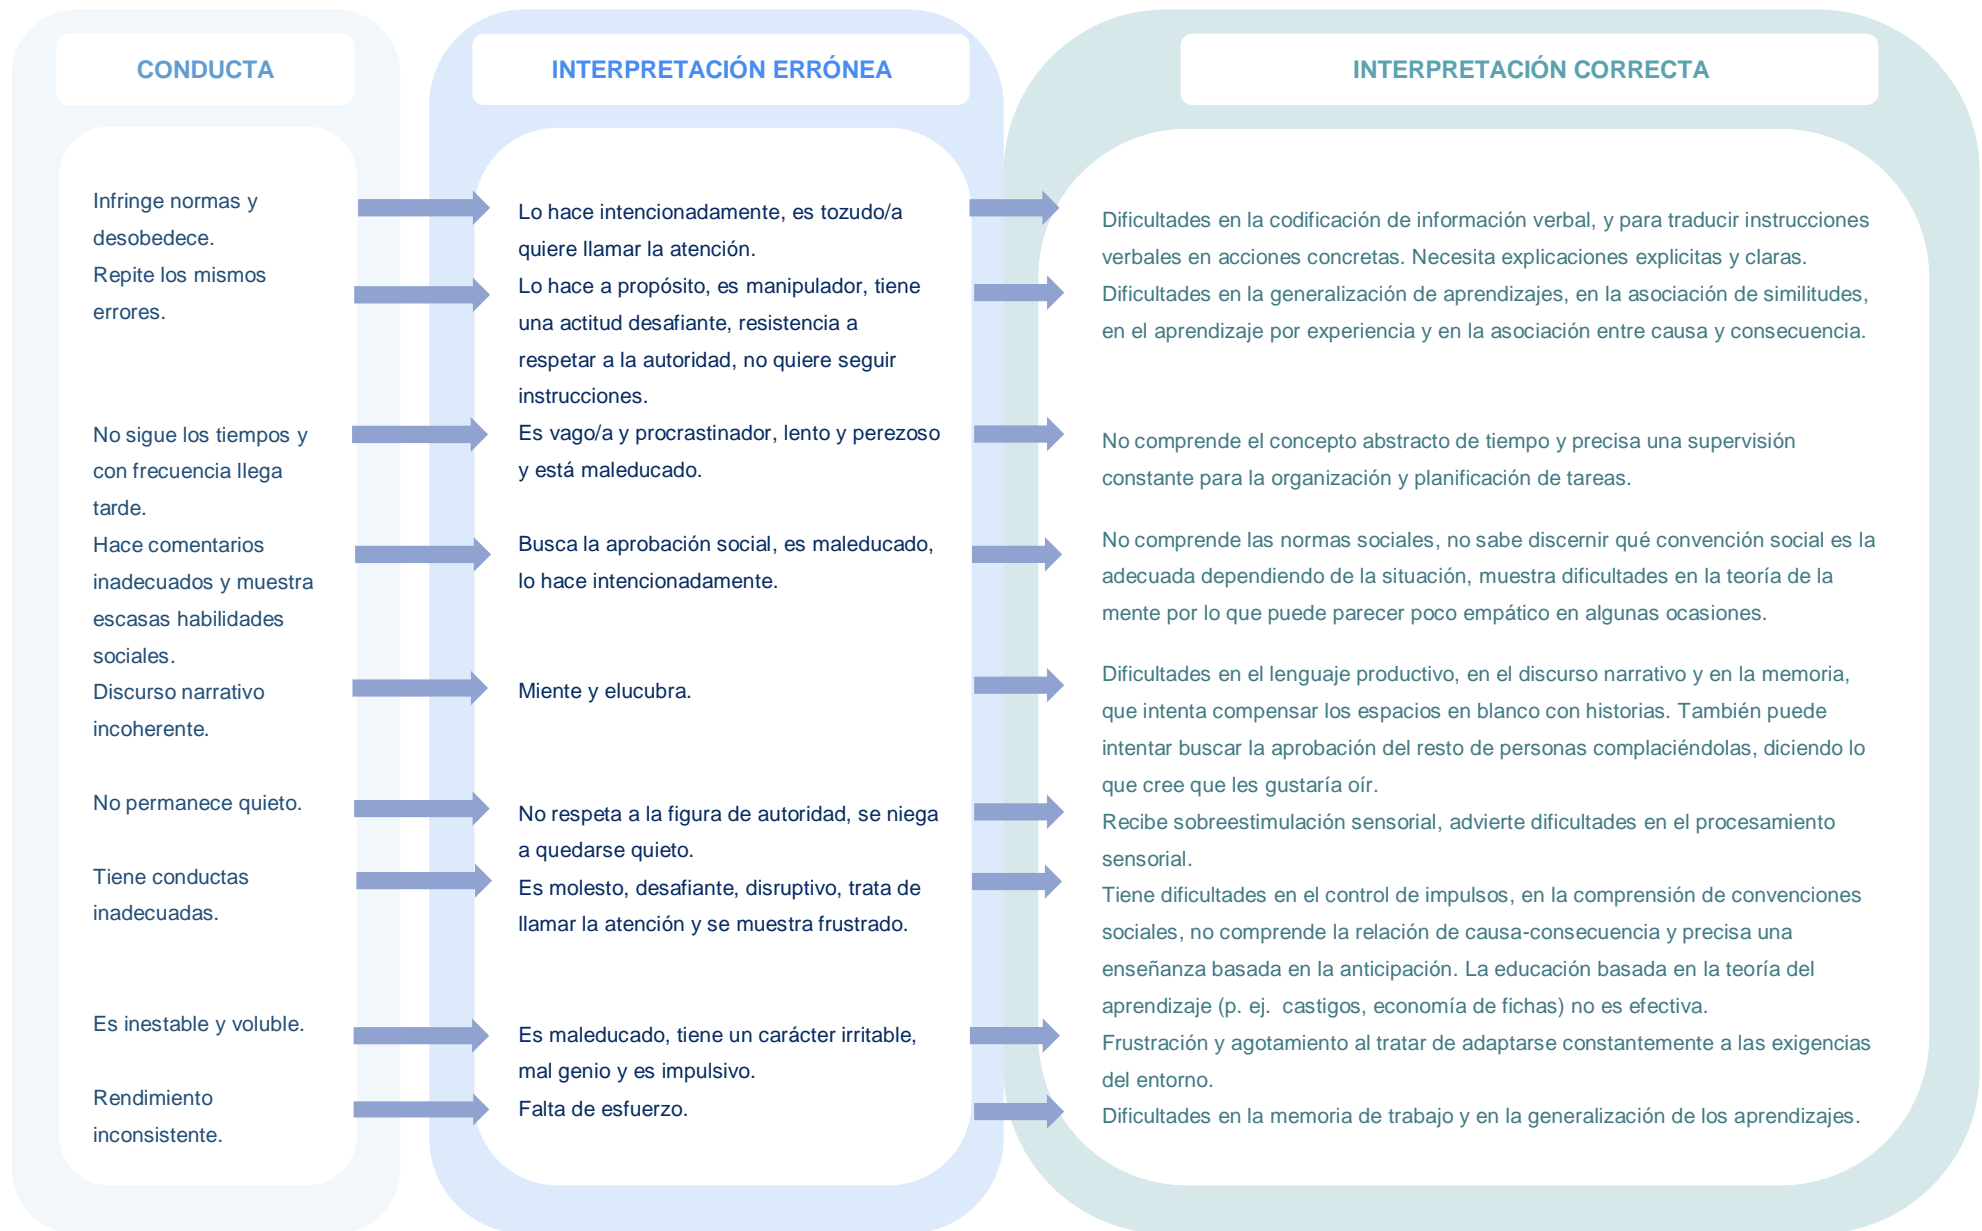 CONDUCTA
Infringe normas y
desobedece.
Repite los mismos
errores.
No sigue los tiempos y
con frecuencia llega
tarde.
Hace comentarios
inadecuados y muestra
escasas habilidades
sociales.
Discurso narrativo
incoherente.
No permanece quieto.
Tiene conductas
inadecuadas.
Es inestable y voluble.
Rendimiento
inconsistente.
INTERPRETACIÓN ERRÓNEA
Lo hace intencionadamente, es tozudo/a
quiere llamar la atención.
Lo hace a propósito, es manipulador, tiene
una actitud desafiante, resistencia a
respetar a la autoridad, no quiere seguir
instrucciones.
Es vago/a y procrastinador, lento y perezoso
y está maleducado.
Busca la aprobación social, es maleducado,
lo hace intencionadamente.
Miente y elucubra.
No respeta a la figura de autoridad, se niega
a quedarse quieto.
Es molesto, desafiante, disruptivo, trata de
llamar la atención y se muestra frustrado.
Es maleducado, tiene un carácter irritable,
mal genio y es impulsivo.
Falta de esfuerzo.
INTERPRETACIÓN CORRECTA
Dificultades en la codificación de información verbal, y para traducir instrucciones
verbales en acciones concretas. Necesita explicaciones explicitas y claras.
Dificultades en la generalización de aprendizajes, en la asociación de similitudes,
en el aprendizaje por experiencia y en la asociación entre causa y consecuencia.
No comprende el concepto abstracto de tiempo y precisa una supervisión
constante para la organización y planificación de tareas.
No comprende las normas sociales, no sabe discernir qué convención social es la
adecuada dependiendo de la situación, muestra dificultades en la teoría de la
mente por lo que puede parecer poco empático en algunas ocasiones.
Dificultades en el lenguaje productivo, en el discurso narrativo y en la memoria,
que intenta compensar los espacios en blanco con historias. También puede
intentar buscar la aprobación del resto de personas complaciéndolas, diciendo lo
que cree que les gustaría oír.
Recibe sobreestimulación sensorial, advierte dificultades en el procesamiento
sensorial.
Tiene dificultades en el control de impulsos, en la comprensión de convenciones
sociales, no comprende la relación de causa-consecuencia y precisa una
enseñanza basada en la anticipación. La educación basada en la teoría del
aprendizaje (p. ej. castigos, economía de fichas) no es efectiva.
Frustración y agotamiento al tratar de adaptarse constantemente a las exigencias
del entorno.
Dificultades en la memoria de trabajo y en la generalización de los aprendizajes.